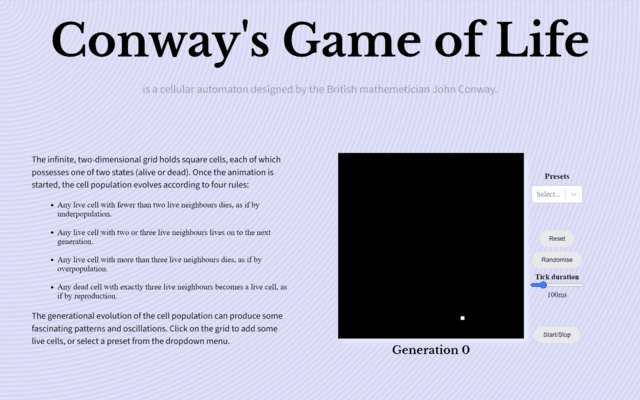 Conway's Game of Life
is a cellular automaton designed by the British mathemetician John Conway.
The infinite, two-dimensional grid holds square cells, each of which
possesses one of two states (alive or dead). Once the animation is
started, the cell population evolves according to four rules:
• Any live cell with fewer than two live neighbours dies, as if by
underpopulation.
• Any live cell with two or three live neighbours lives on to the next
generation.
• Any live cell with more than three live neighbours dies, as if by
overpopulation.
• Any dead cell with exactly three live neighbours becomes a live cell, as
if by reproduction.
The generational evolution of the cell population can produce some
fascinating patterns and oscillations. Click on the grid to add some
live cells, or select a preset from the dropdown menu.
Generation 0
Presets
Select...
Reset
Randomise
Tick duration
100ms
Start/Stop